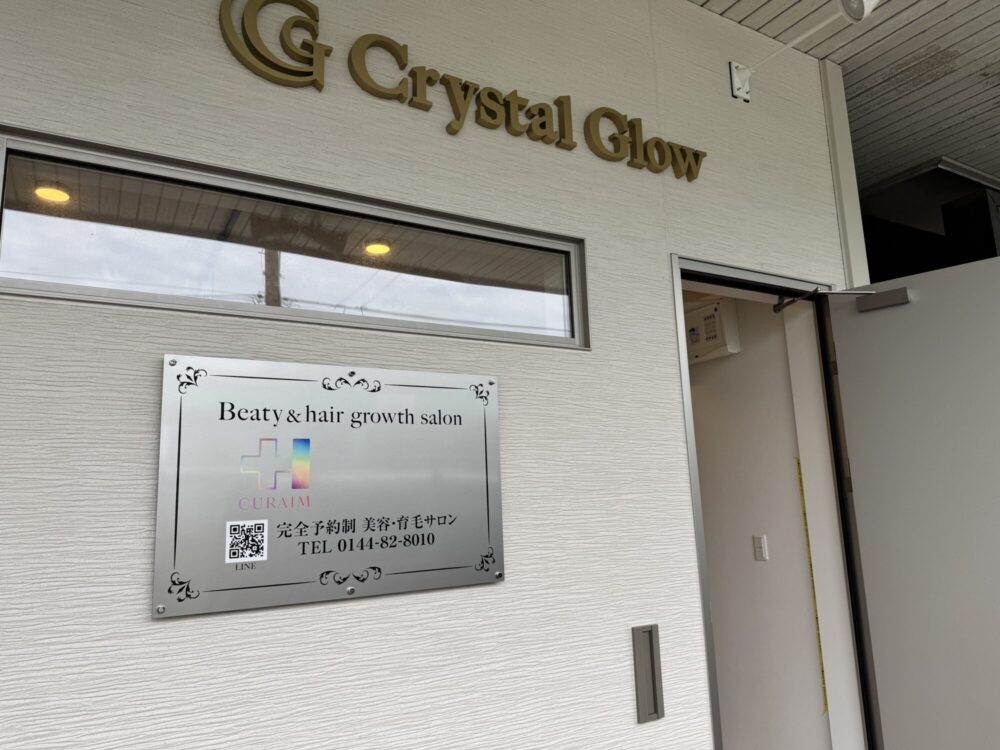 CG Crystal Glow
Beaty & hair growth salon
CURAIM
完全予約制 美容・育毛サロン
TEL 0144-82-8010
LINE